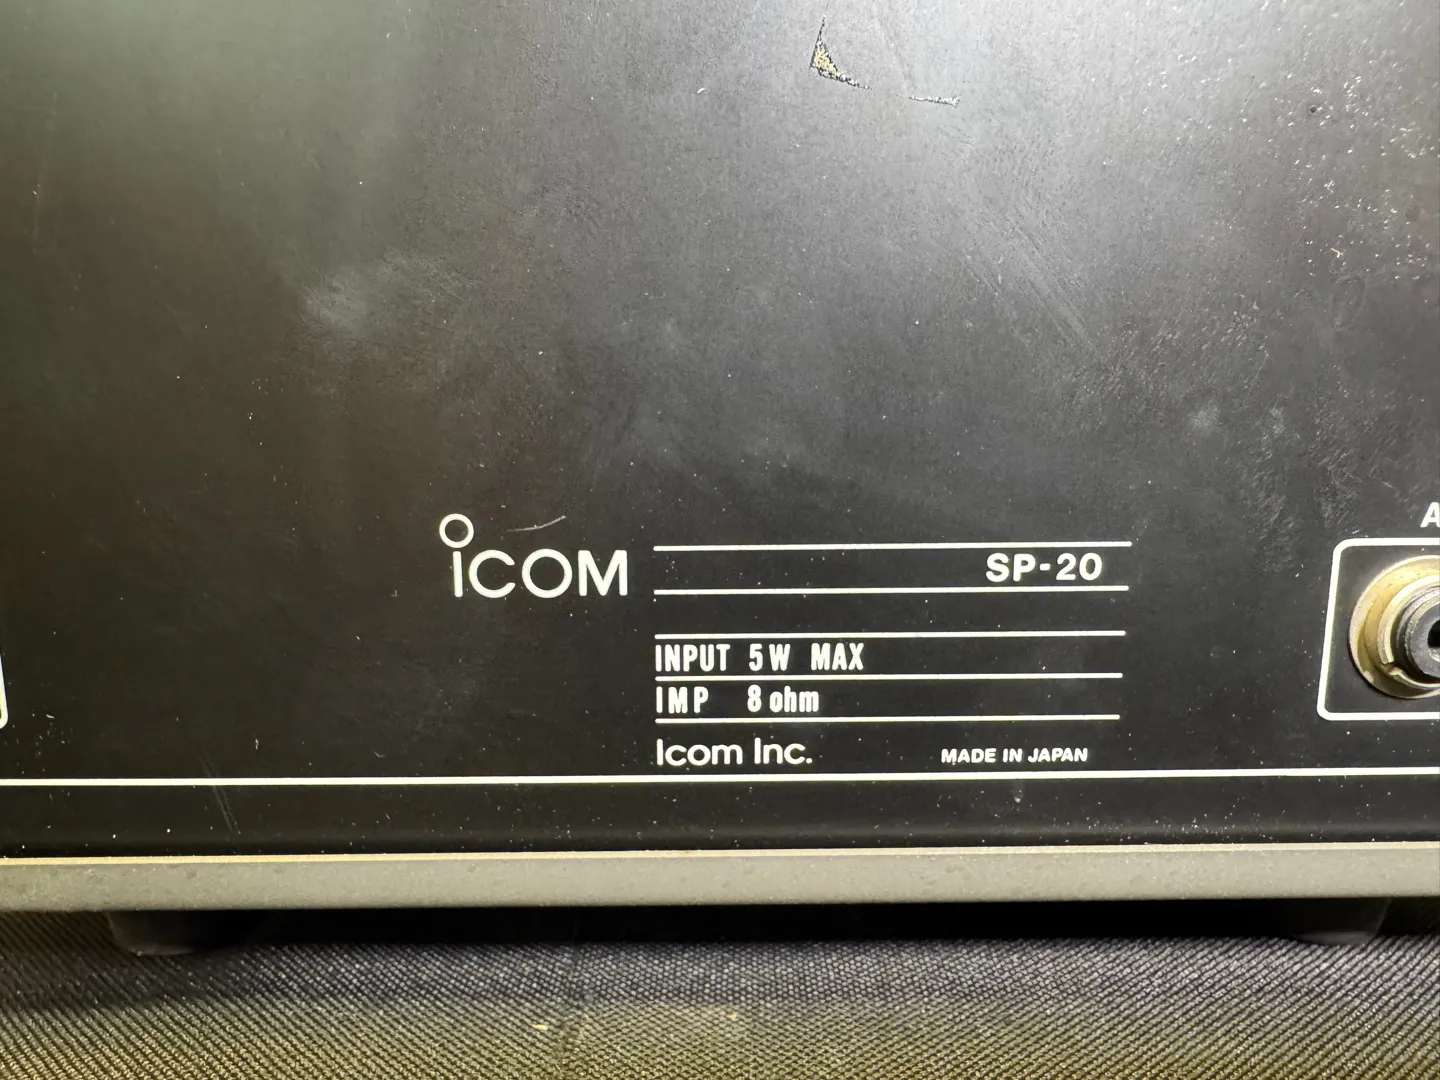 iCOM
SP-20
INPUT 5W MAX
IMP 8 ohm
Icom Inc. MADE IN JAPAN
A